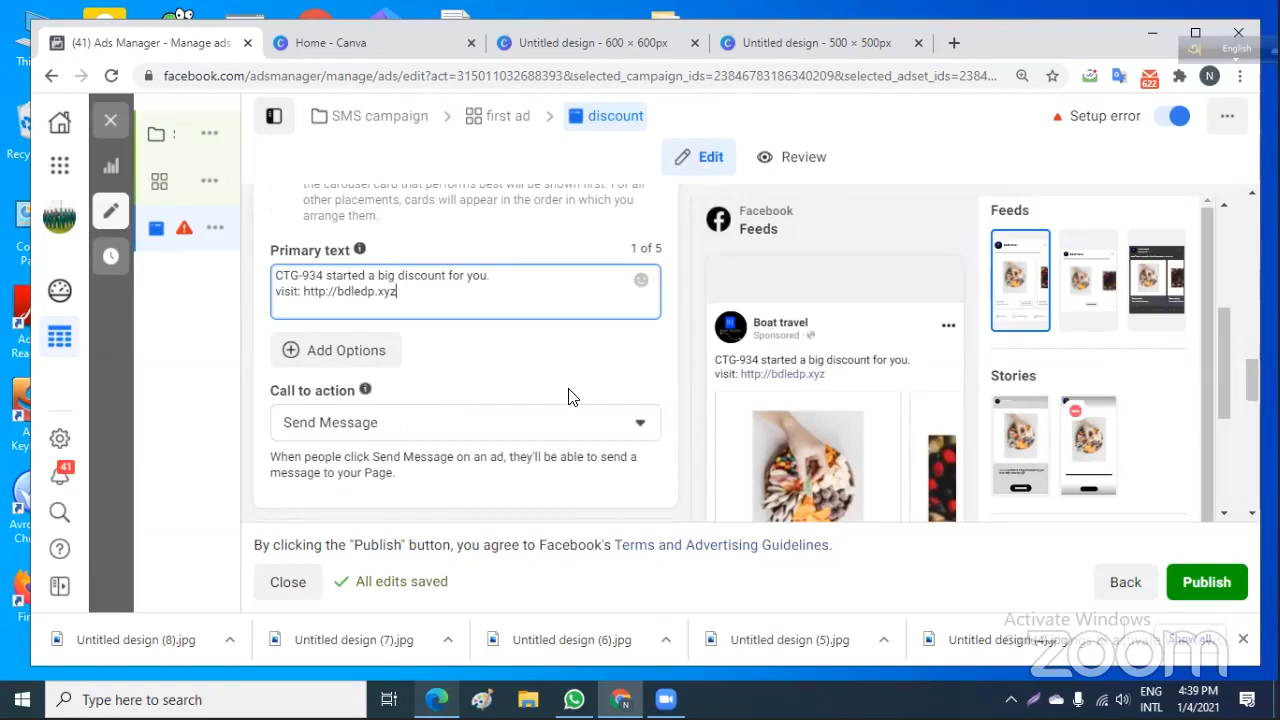 (41) Ads Manager - Manage ads
Home - Canva
Untitled design - 600 × 600px
Untitled design - 500 × 500px
English
facebook.com/adsmanager/manage/ads/edit?act=315011032688393&selected_campaign_ids=23846783186340209&selected_adset_ids=2384...
622
N
SMS campaign
first ad
discount
Setup error
Edit
Review
the carousel card that performs best will be shown first. For all
other placements, cards will appear in the order in which you
arrange them.
Primary text
1 of 5
CTG-934 started a big discount for you.
visit: http://bdledp.xyz
Add Options
Call to action
Send Message
When people click Send Message on an ad, they'll be able to send a
message to your Page.
Facebook
Feeds
Boat travel
Sponsored
CTG-934 started a big discount for you.
visit: http://bdledp.xyz
Feeds
Stories
41
By clicking the "Publish" button, you agree to Facebook's Terms and Advertising Guidelines.
Close
All edits saved
Back
Publish
Activate Windows
Untitled design (8).jpg
Untitled design (7).jpg
Untitled design (6).jpg
Untitled design (5).jpg
Untitled design (4).jpg
Show all
zoom
Type here to search
ENG
INTL
4:39 PM
1/4/2021